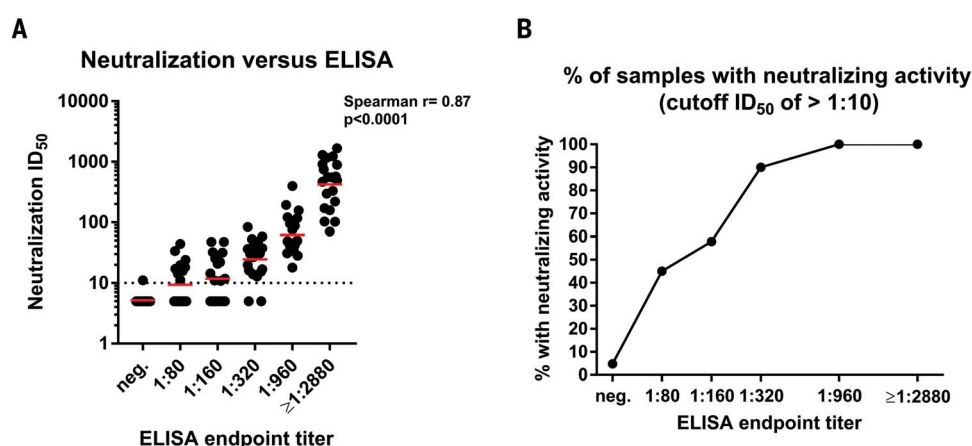 A
Neutralization versus ELISA
Spearman r= 0.87
p<0.0001
Neutralization ID50
10000
1000
100
10
1
neg.
1:80
1:160
1:320
1:960
≥1:2880
ELISA endpoint titer
B
% of samples with neutralizing activity
(cutoff ID50 of > 1:10)
% with neutralizing activity
100
90
80
70
60
50
40
30
20
10
0
neg. 1:80 1:160 1:320 1:960 ≥1:2880
ELISA endpoint titer